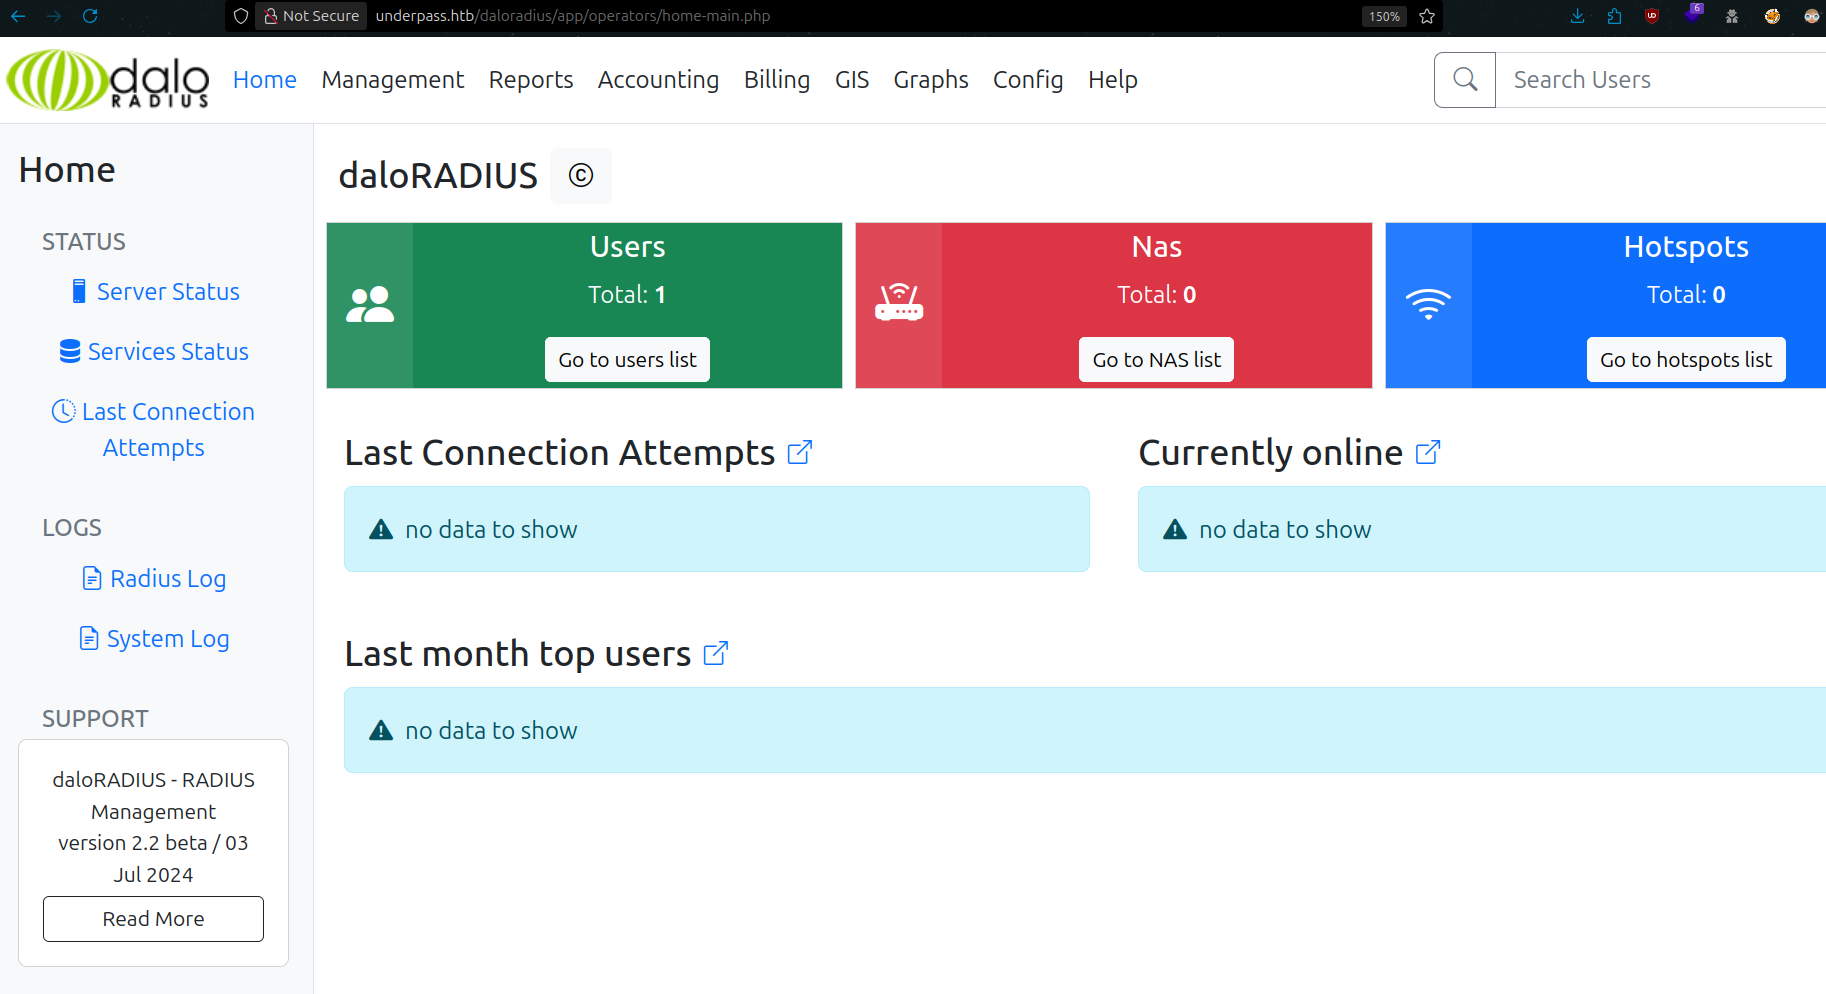 Not Secure underpass.htb/daloradius/app/operators/home-main.php 150% 6
dalo RADIUS
Home Management Reports Accounting Billing GIS Graphs Config Help Search Users
Home
STATUS
Server Status
Services Status
Last Connection
Attempts
LOGS
Radius Log
System Log
SUPPORT
daloRADIUS - RADIUS
Management
version 2.2 beta / 03
Jul 2024
Read More
daloRADIUS ©
Users
Total: 1
Go to users list
Nas
Total: 0
Go to NAS list
Hotspots
Total: 0
Go to hotspots list
Last Connection Attempts
no data to show
Currently online
no data to show
Last month top users
no data to show